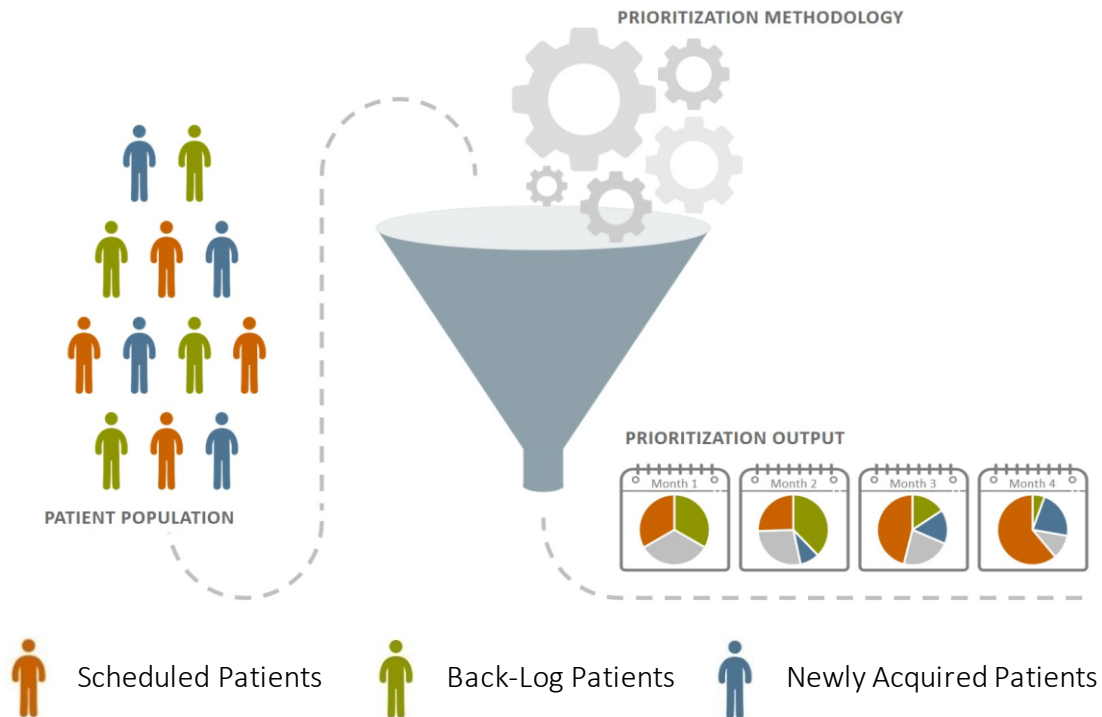 PRIORITIZATION METHODOLOGY
PATIENT POPULATION
PRIORITIZATION OUTPUT
Month 1
Month 2
Month 3
Month 4
Scheduled Patients
Back-Log Patients
Newly Acquired Patients